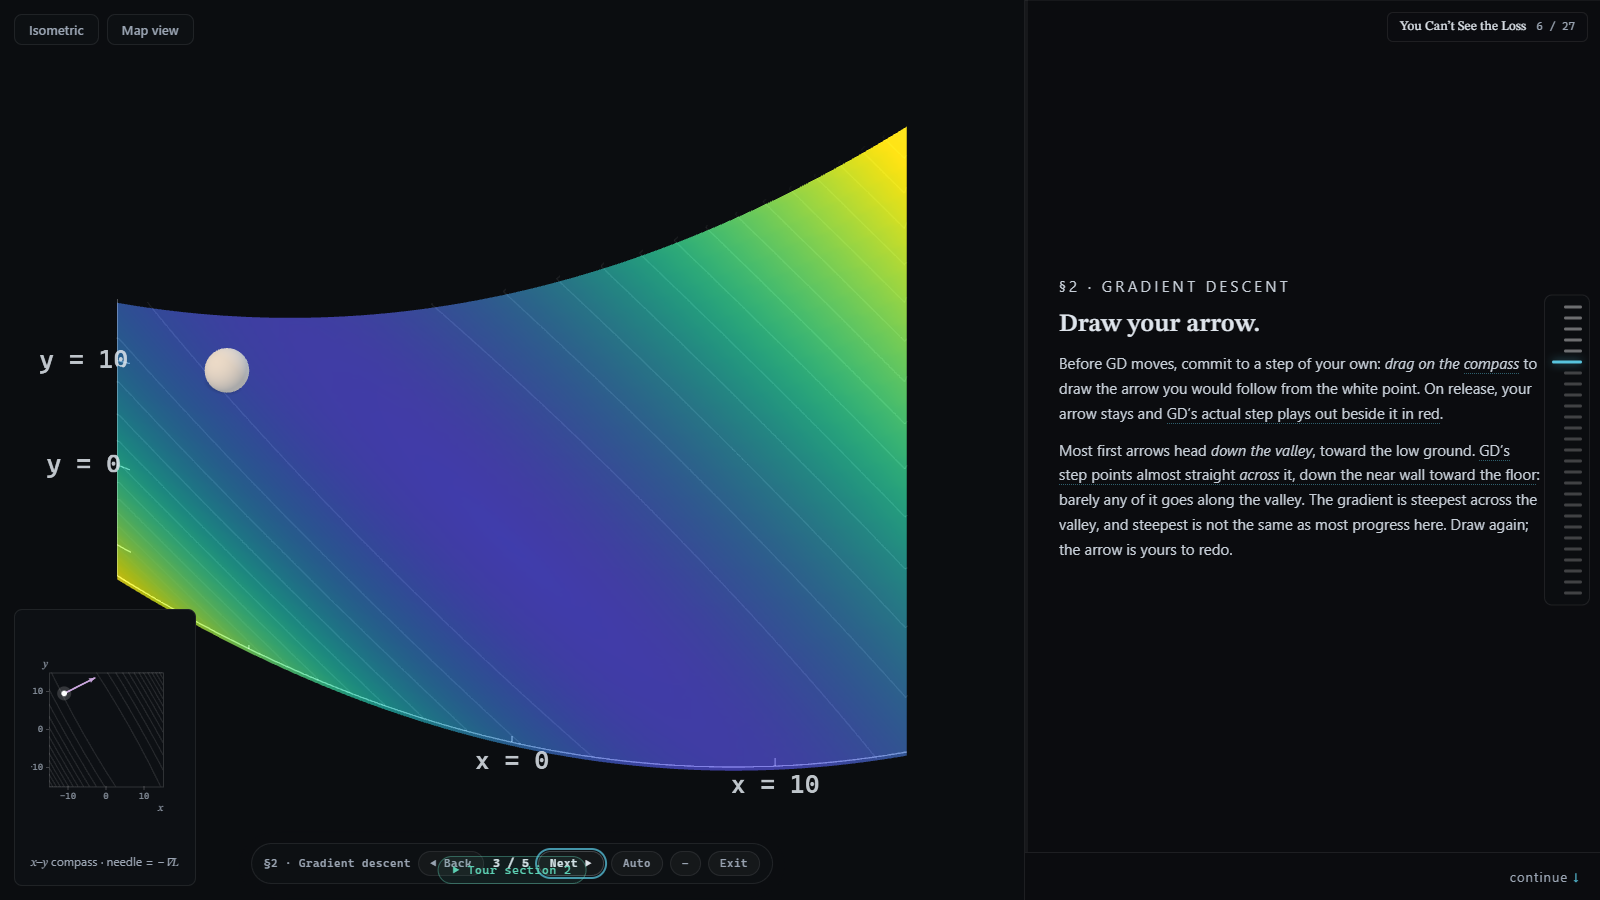 Isometric
Map view
You Can't See the Loss 6 / 27
y = 10
y = 0
x = 0
x = 10
y
10
0
-10
-10 0 10
x
x–y compass · needle = −∇L
§2 · Gradient descent ◀ Back 3 / 5 Next ▶ Auto – Exit
▶ Tour section 2
§2 · GRADIENT DESCENT
Draw your arrow.
Before GD moves, commit to a step of your own: drag on the compass to
draw the arrow you would follow from the white point. On release, your
arrow stays and GD's actual step plays out beside it in red.
Most first arrows head down the valley, toward the low ground. GD's
step points almost straight across it, down the near wall toward the floor:
barely any of it goes along the valley. The gradient is steepest across the
valley, and steepest is not the same as most progress here. Draw again;
the arrow is yours to redo.
continue ↓